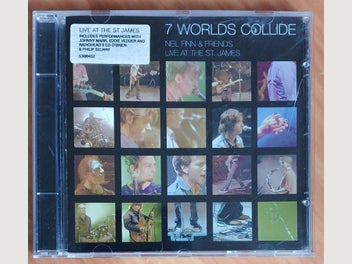 LIVE AT THE ST JAMES
INCLUDES PERFORMANCES WITH
JOHNNY MARR, EDDIE VEDDER AND
RADIOHEAD'S ED O'BRIEN
& PHILIP SELWAY
5388452
7 WORLDS COLLIDE
NEIL FINN & FRIENDS
LIVE AT THE ST. JAMES